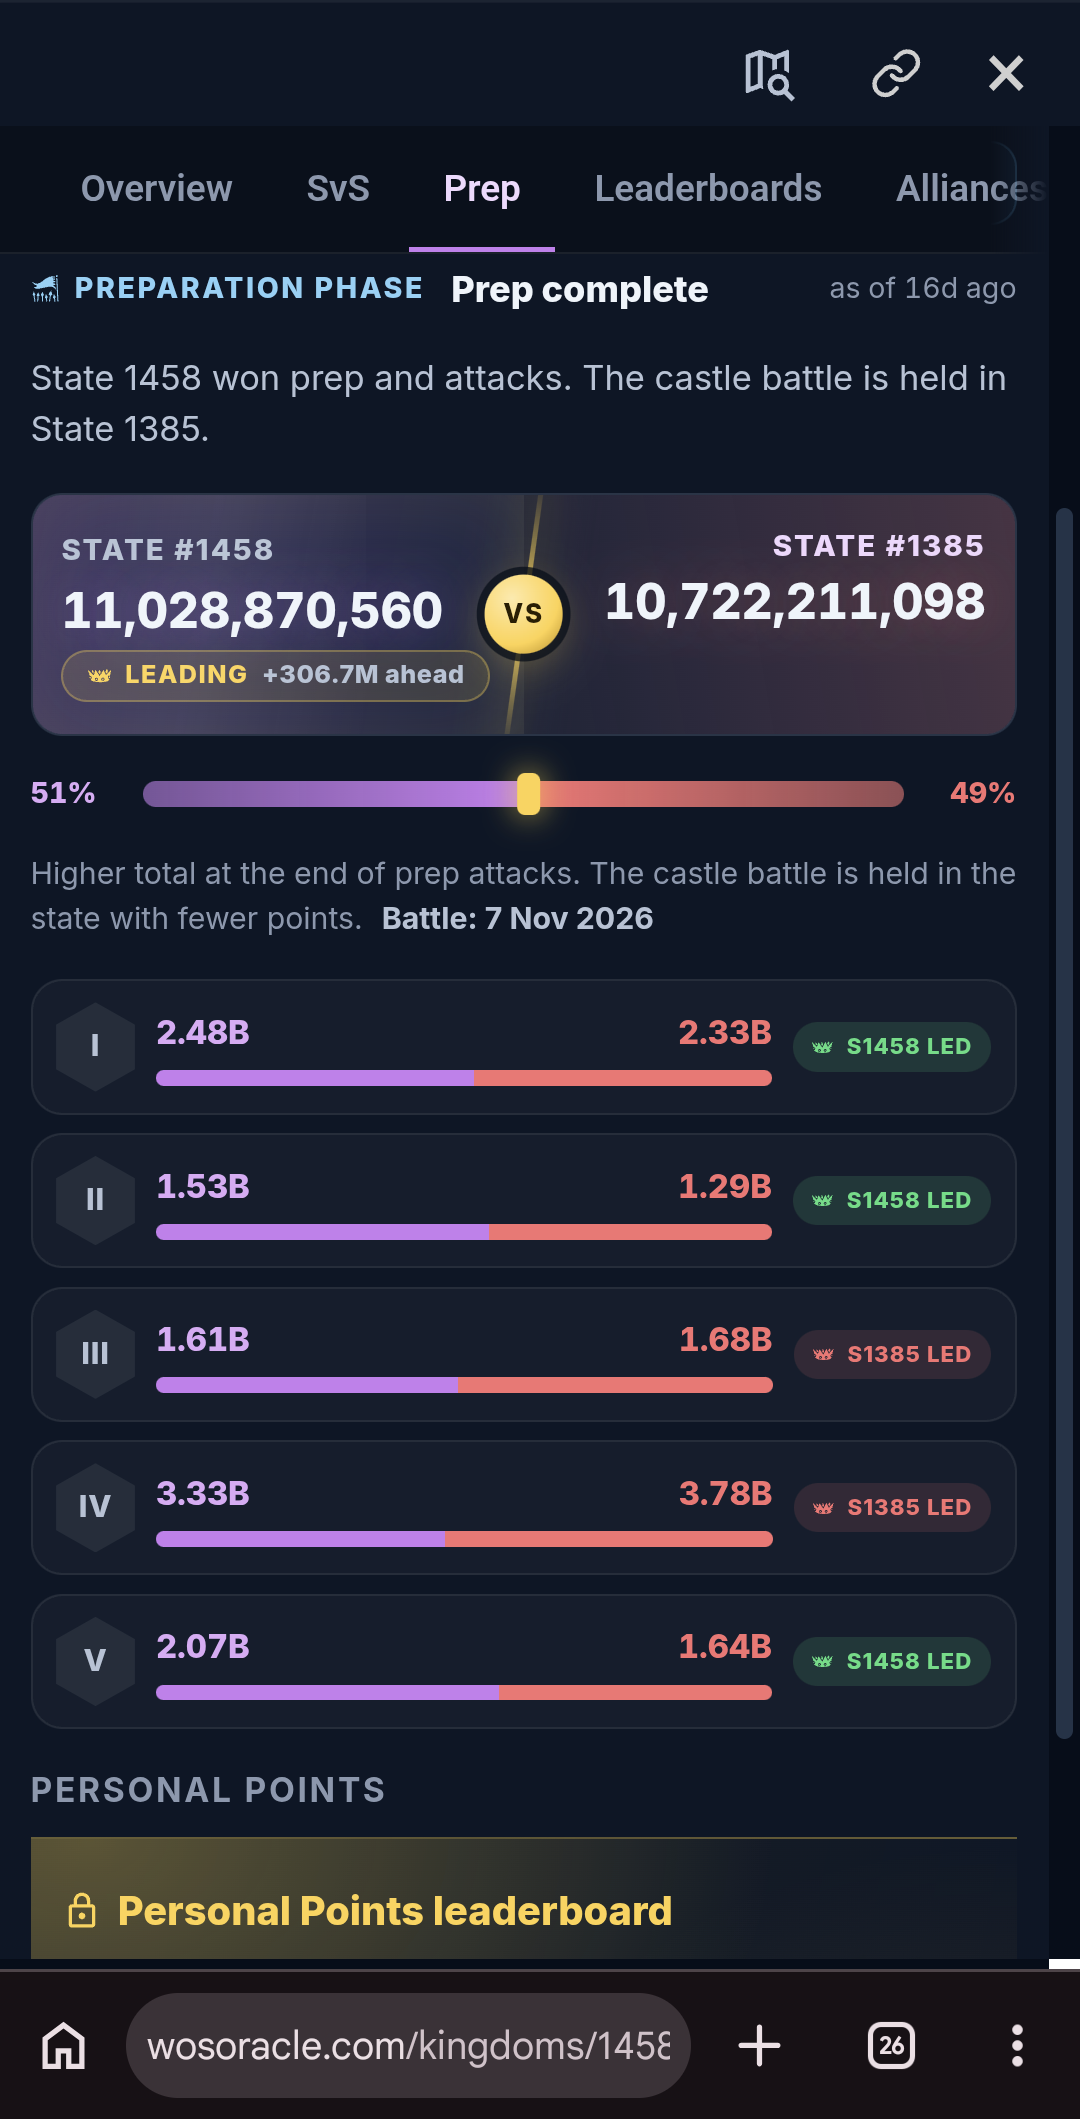 Overview SvS Prep Leaderboards Alliances
PREPARATION PHASE Prep complete as of 16d ago
State 1458 won prep and attacks. The castle battle is held in
State 1385.
STATE #1458
11,028,870,560
LEADING +306.7M ahead
VS
STATE #1385
10,722,211,098
51% 49%
Higher total at the end of prep attacks. The castle battle is held in the
state with fewer points. Battle: 7 Nov 2026
I 2.48B 2.33B S1458 LED
II 1.53B 1.29B S1458 LED
III 1.61B 1.68B S1385 LED
IV 3.33B 3.78B S1385 LED
V 2.07B 1.64B S1458 LED
PERSONAL POINTS
Personal Points leaderboard
wosoracle.com/kingdoms/1458
26